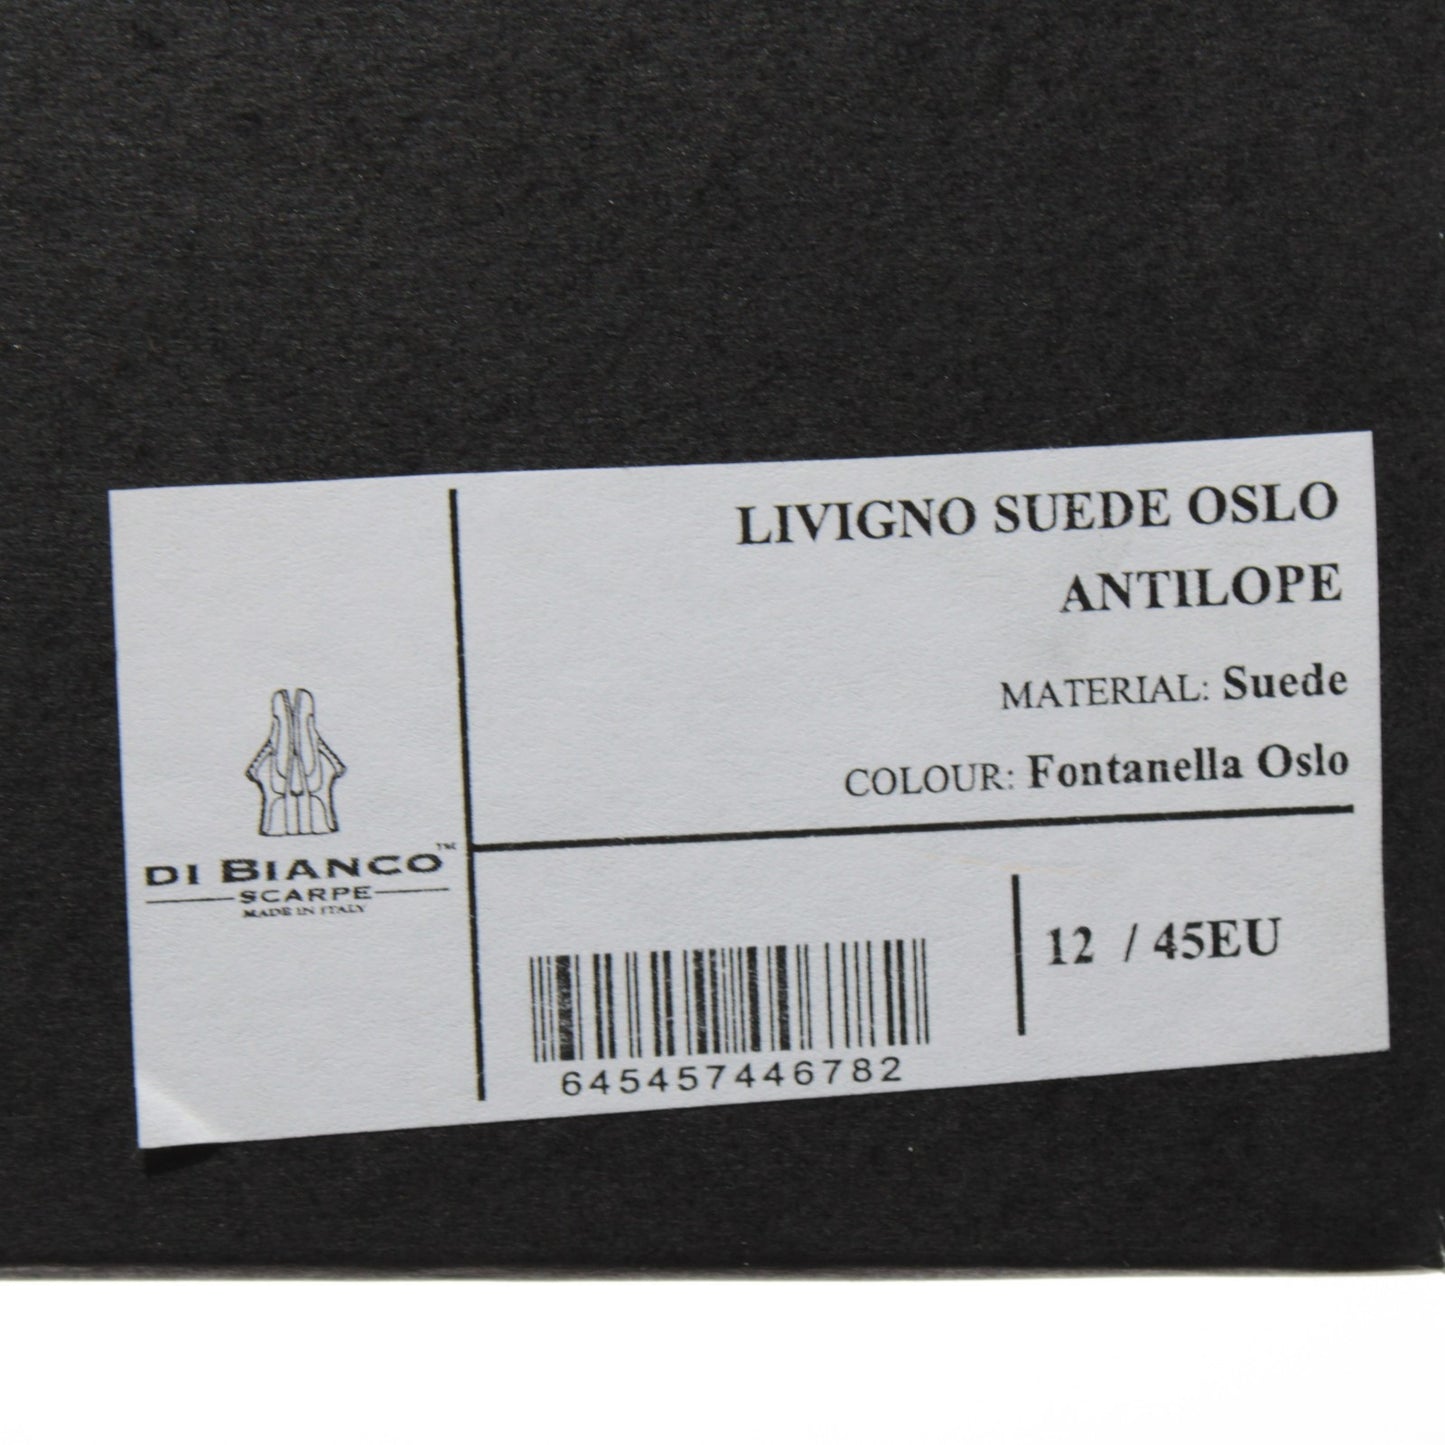 LIVIGNO SUEDE OSLO
ANTILOPE
MATERIAL: Suede
COLOUR: Fontanella Oslo
DI BIANCO™
SCARPE
MADE IN ITALY
645457446782
12 / 45EU